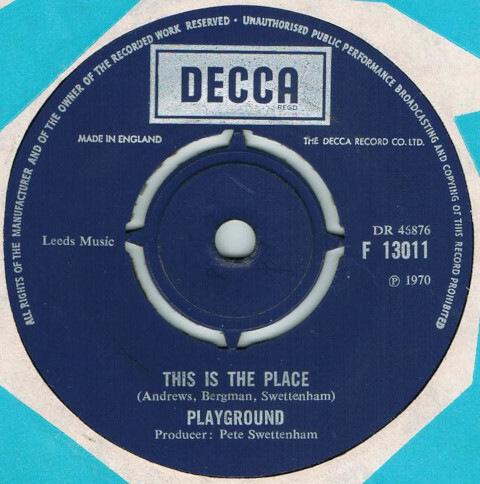 ALL RIGHTS OF THE MANUFACTURER AND OF THE OWNER OF THE RECORDED WORK RESERVED · UNAUTHORISED PUBLIC PERFORMANCE BROADCASTING AND COPYING OF THIS RECORD PROHIBITED
DECCA
REGD.
MADE IN ENGLAND
THE DECCA RECORD CO. LTD.
Leeds Music
DR 46876
F 13011
℗ 1970
THIS IS THE PLACE
(Andrews, Bergman, Swettenham)
PLAYGROUND
Producer: Pete Swettenham